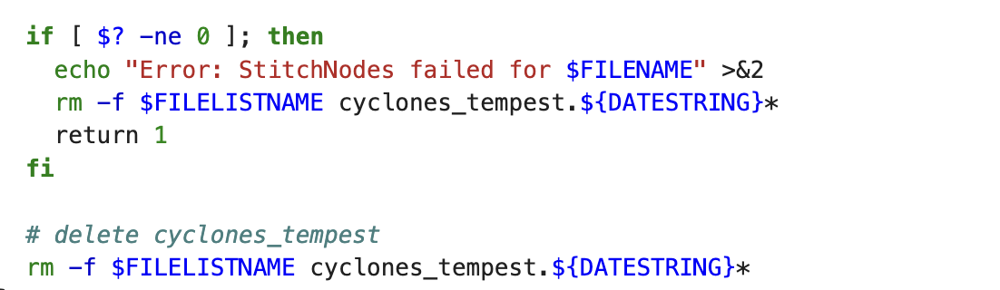 if [ $? -ne 0 ]; then
  echo "Error: StitchNodes failed for $FILENAME" >&2
  rm -f $FILELISTNAME cyclones_tempest.${DATESTRING}*
  return 1
fi

# delete cyclones_tempest
rm -f $FILELISTNAME cyclones_tempest.${DATESTRING}*